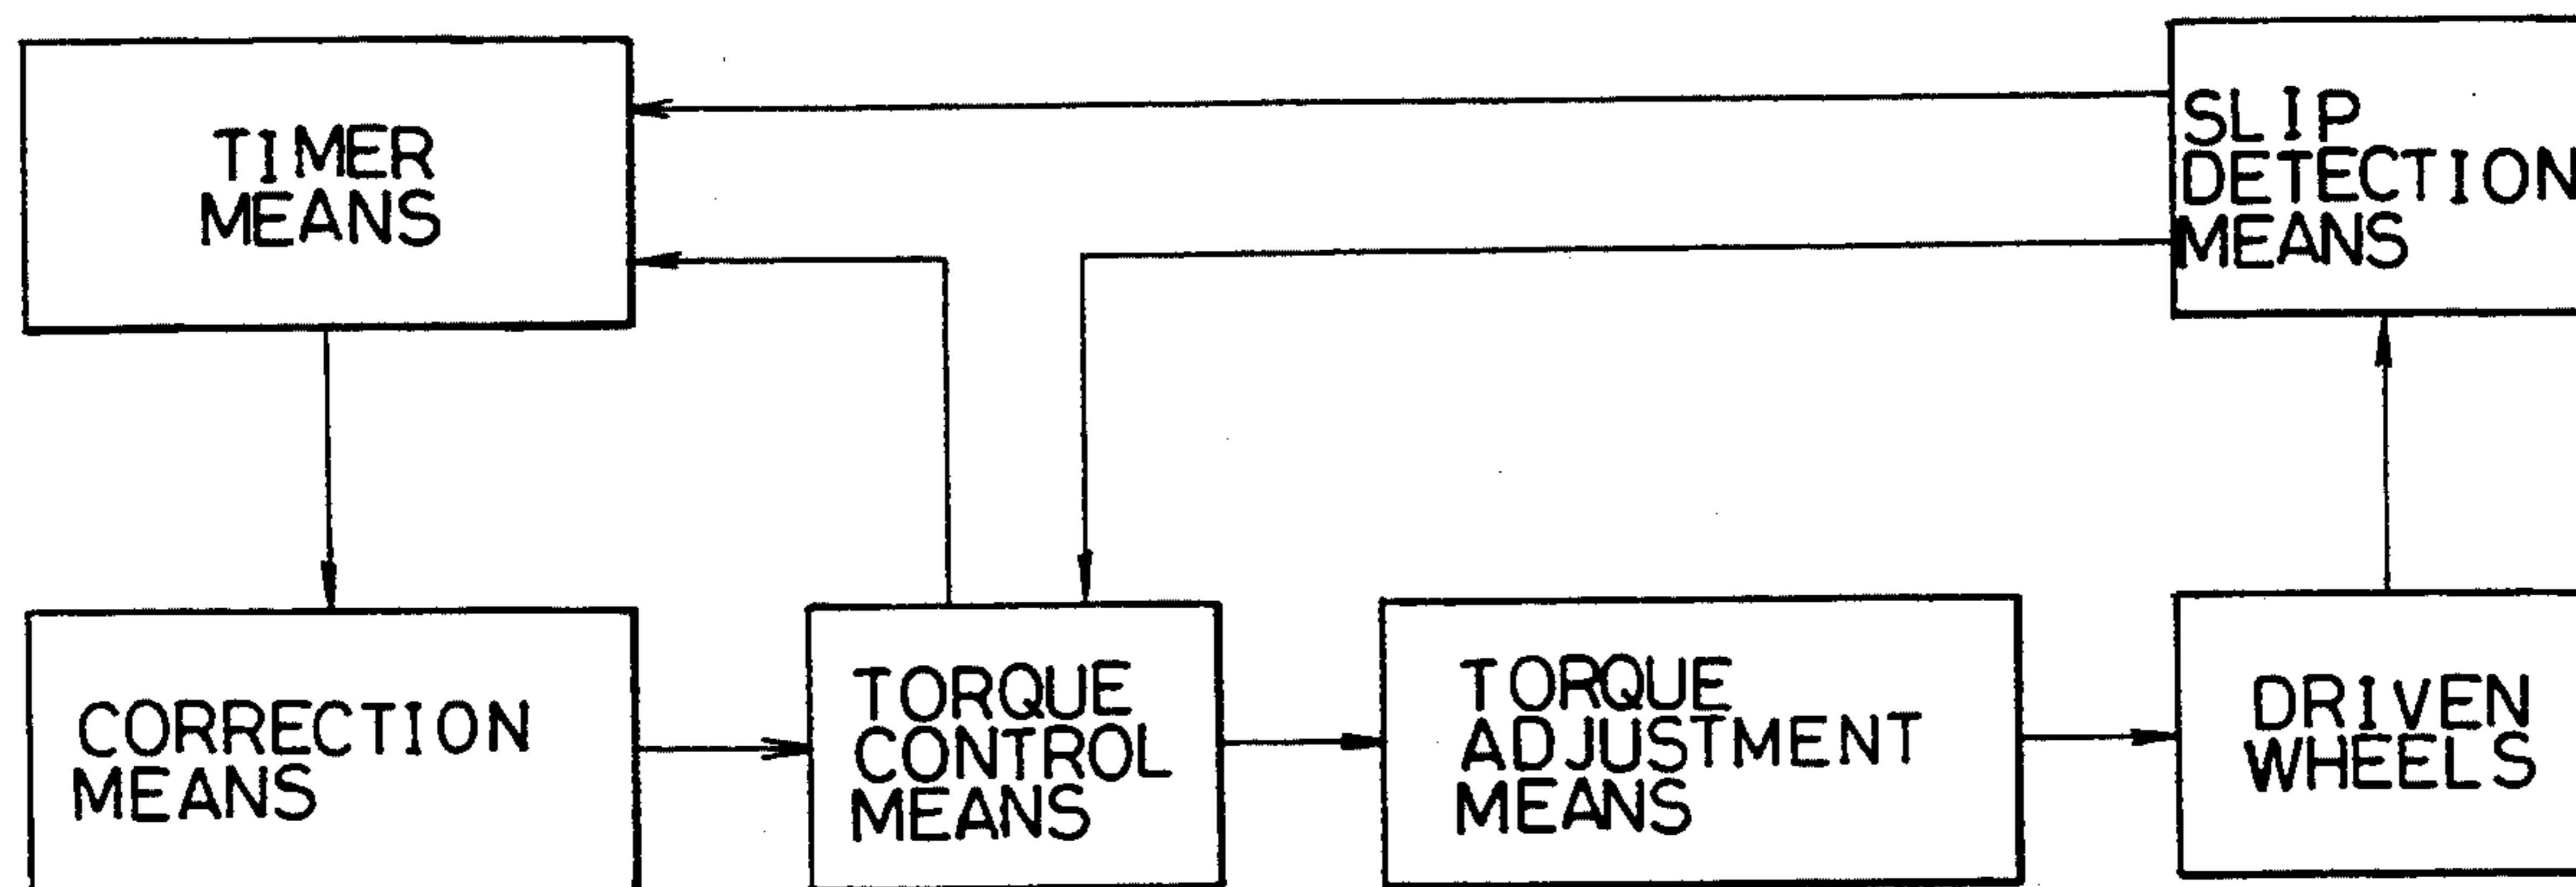 TIMER
MEANS
SLIP
DETECTION
MEANS
CORRECTION
MEANS
TORQUE
CONTROL
MEANS
TORQUE
ADJUSTMENT
MEANS
DRIVEN
WHEELS